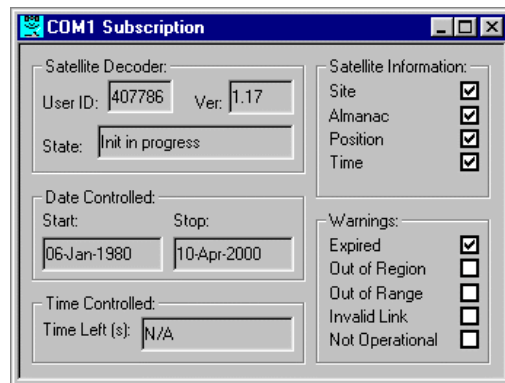 COM1 Subscription
Satellite Decoder:
User ID: 407786 Ver: 1.17
State: Init in progress
Date Controlled:
Start: Stop:
06-Jan-1980 10-Apr-2000
Time Controlled:
Time Left (s): N/A
Satellite Information:
Site
Almanac
Position
Time
Warnings:
Expired
Out of Region
Out of Range
Invalid Link
Not Operational